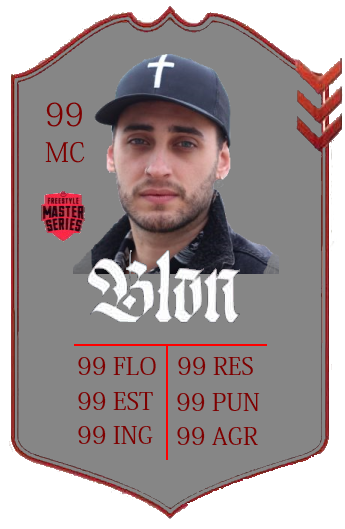 99
MC
FREESTYLE
MASTER
SERIES
Blon
99 FLO
99 RES
99 EST
99 PUN
99 ING
99 AGR